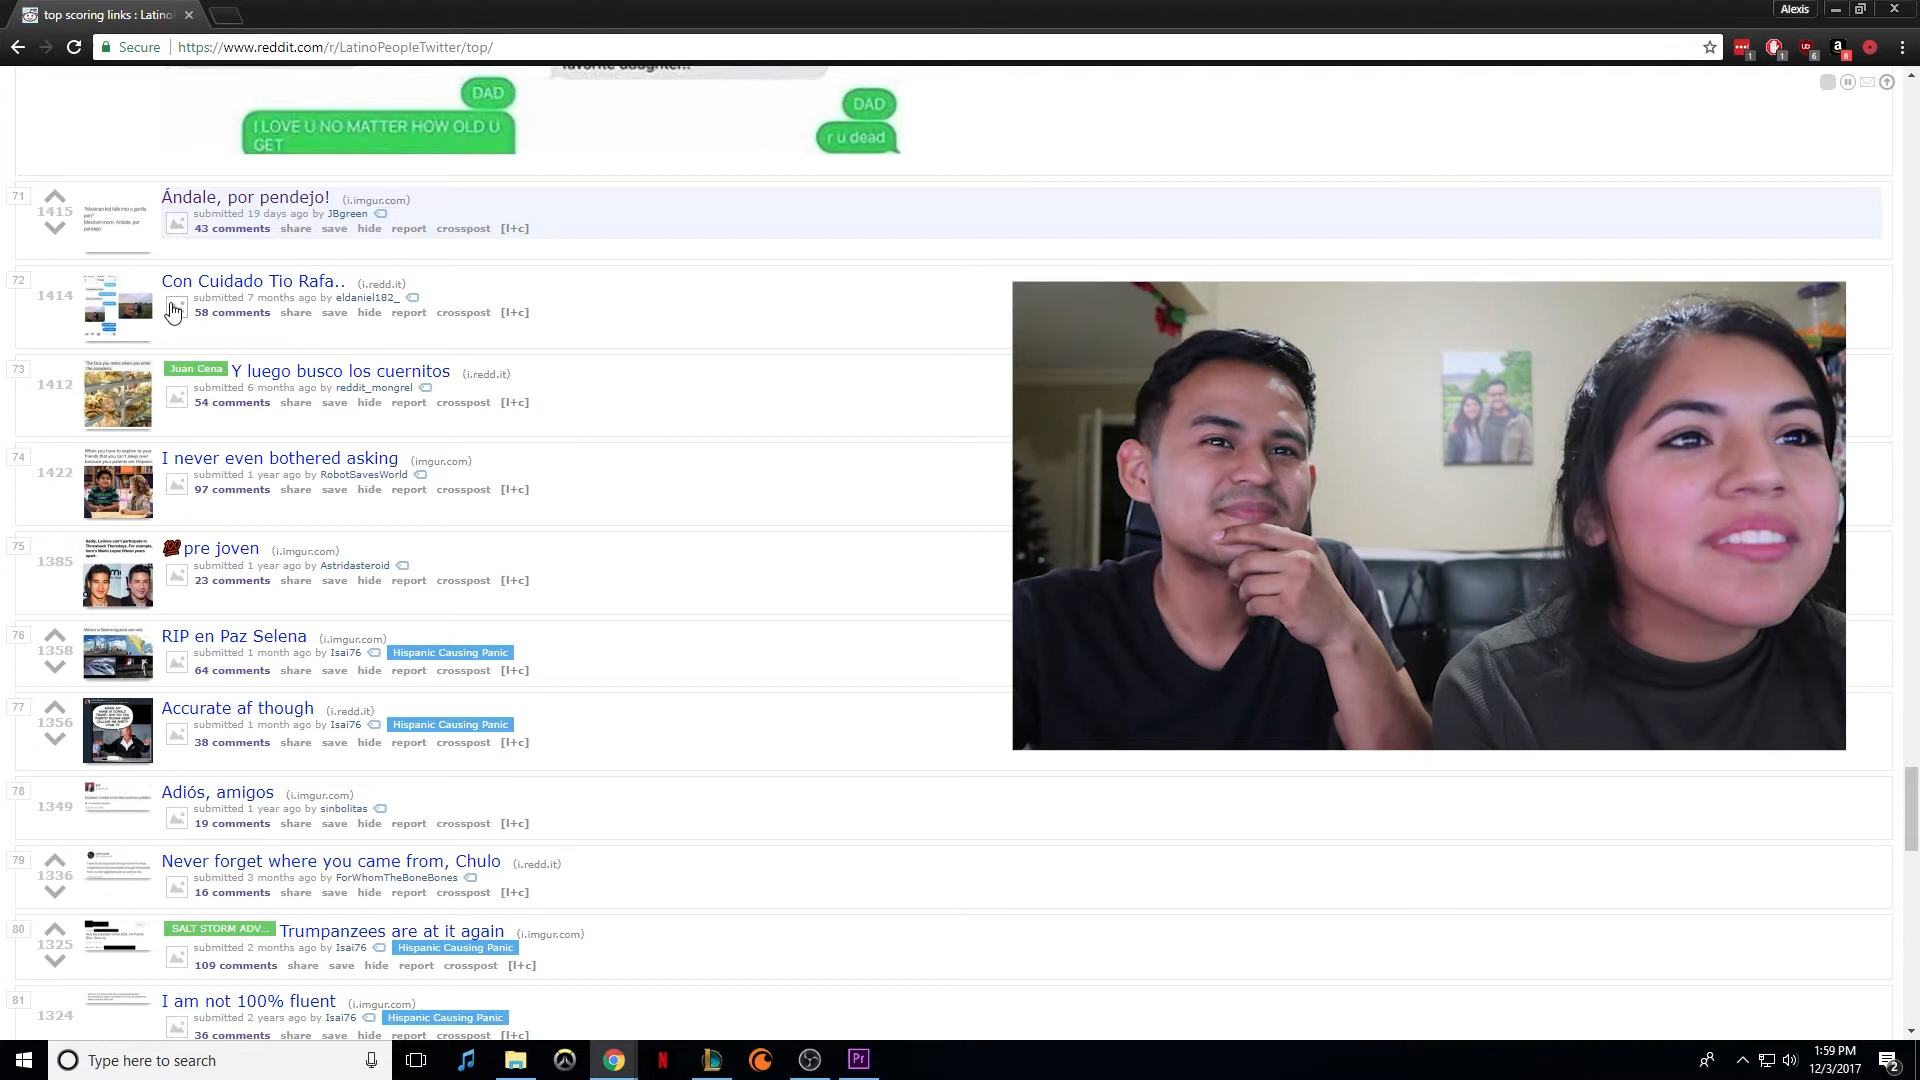 top scoring links : Latino
Alexis
Secure https://www.reddit.com/r/LatinoPeopleTwitter/top/
DAD
I LOVE U NO MATTER HOW OLD U
GET
favorite daughter!!
DAD
r u dead
71
1415
Ándale, por pendejo! (i.imgur.com)
submitted 19 days ago by JBgreen
43 comments share save hide report crosspost [l+c]
72
1414
Con Cuidado Tio Rafa.. (i.redd.it)
submitted 7 months ago by eldaniel182_
58 comments share save hide report crosspost [l+c]
73
1412
Juan Cena Y luego busco los cuernitos (i.redd.it)
submitted 6 months ago by reddit_mongrel
54 comments share save hide report crosspost [l+c]
74
1422
I never even bothered asking (imgur.com)
submitted 1 year ago by RobotSavesWorld
97 comments share save hide report crosspost [l+c]
75
1385
💯pre joven (i.imgur.com)
submitted 1 year ago by Astridasteroid
23 comments share save hide report crosspost [l+c]
76
1358
RIP en Paz Selena (i.imgur.com)
submitted 1 month ago by Isai76 Hispanic Causing Panic
64 comments share save hide report crosspost [l+c]
77
1356
Accurate af though (i.redd.it)
submitted 1 month ago by Isai76 Hispanic Causing Panic
38 comments share save hide report crosspost [l+c]
78
1349
Adiós, amigos (i.imgur.com)
submitted 1 year ago by sinbolitas
19 comments share save hide report crosspost [l+c]
79
1336
Never forget where you came from, Chulo (i.redd.it)
submitted 3 months ago by ForWhomTheBoneBones
16 comments share save hide report crosspost [l+c]
80
1325
SALT STORM ADV... Trumpanzees are at it again (i.imgur.com)
submitted 2 months ago by Isai76 Hispanic Causing Panic
109 comments share save hide report crosspost [l+c]
81
1324
I am not 100% fluent (i.imgur.com)
submitted 2 years ago by Isai76 Hispanic Causing Panic
36 comments share save hide report crosspost [l+c]
Type here to search
1:59 PM
12/3/2017